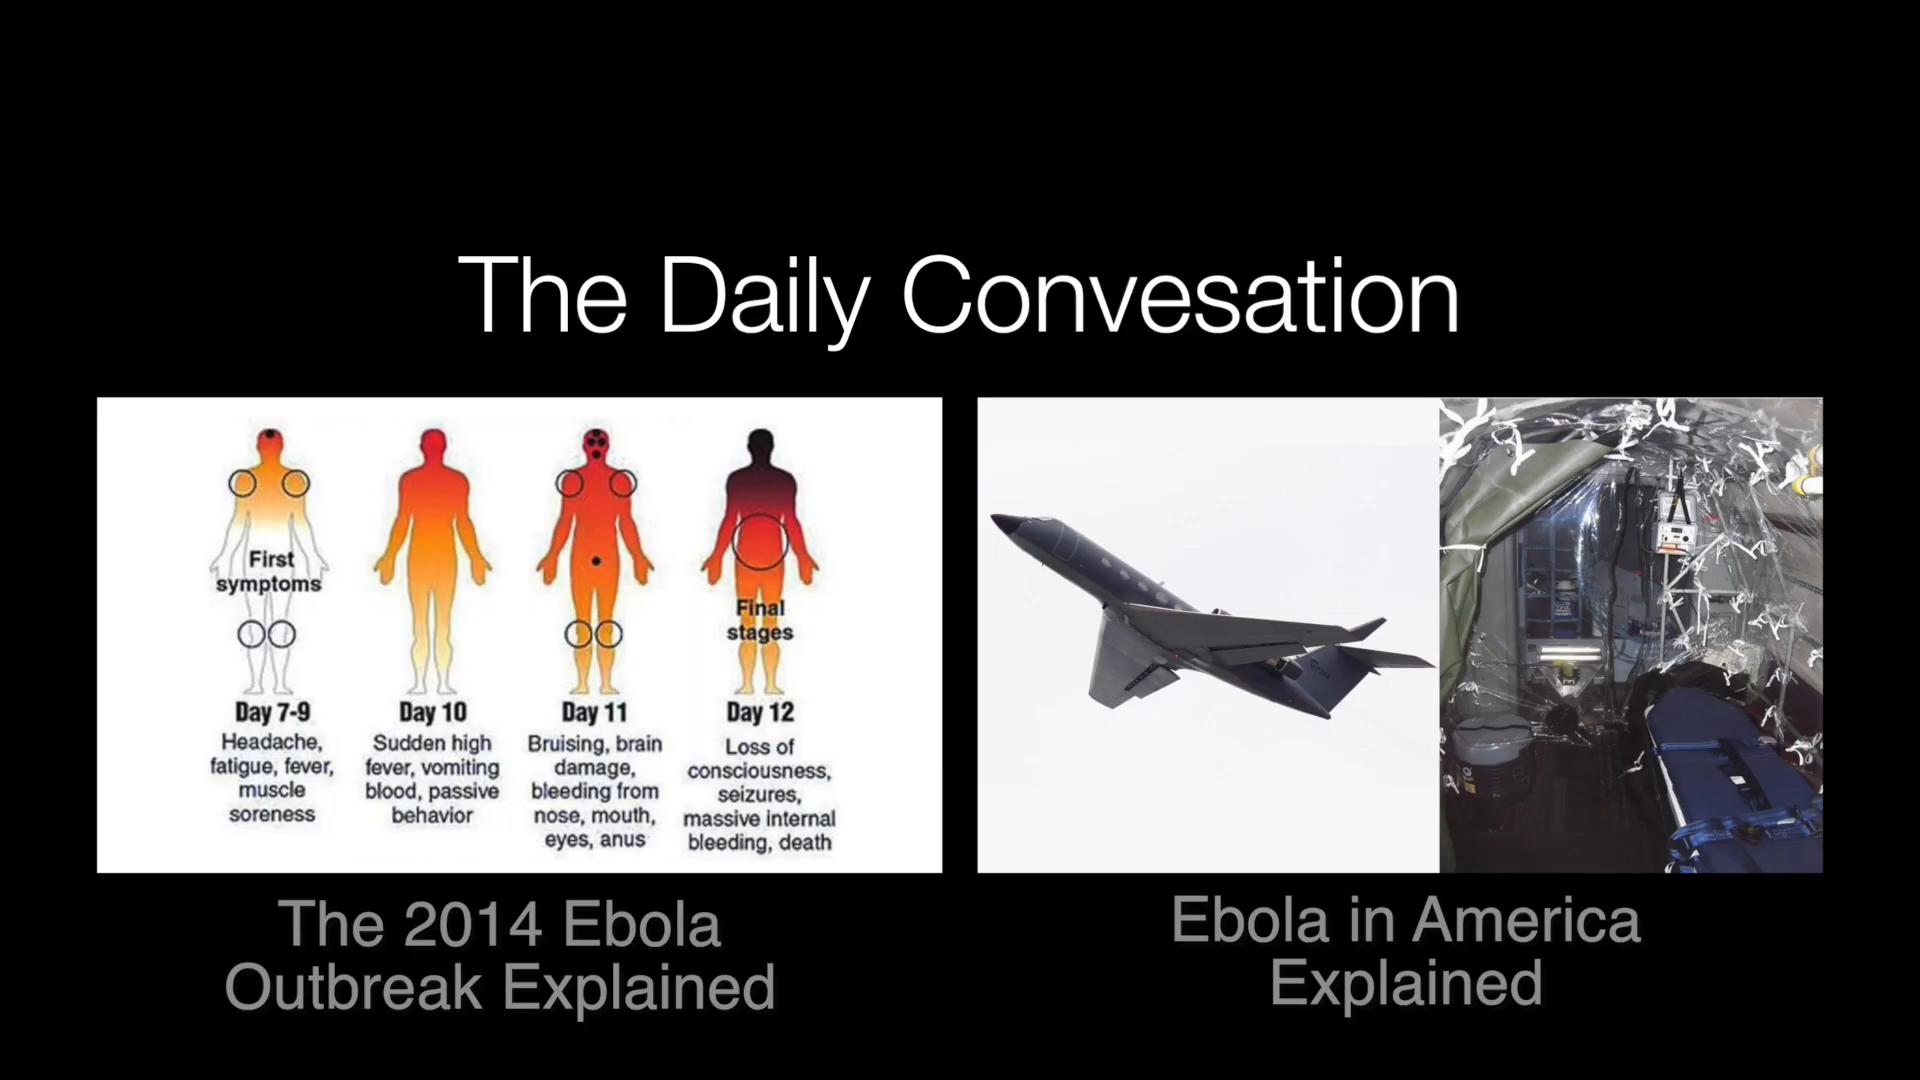 The Daily Convesation
First
symptoms
Final
stages
Day 7-9
Headache,
fatigue, fever,
muscle
soreness
Day 10
Sudden high
fever, vomiting
blood, passive
behavior
Day 11
Bruising, brain
damage,
bleeding from
nose, mouth,
eyes, anus
Day 12
Loss of
consciousness,
seizures,
massive internal
bleeding, death
The 2014 Ebola
Outbreak Explained
Ebola in America
Explained